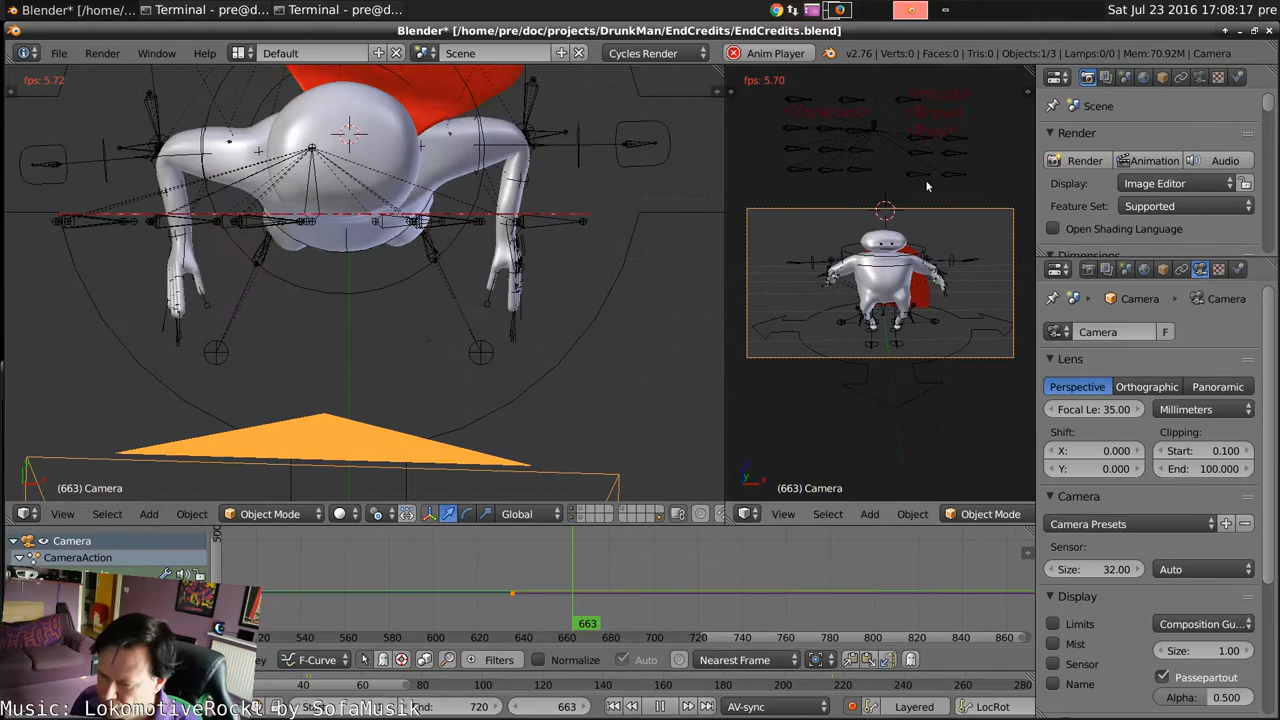 Blender* [/home/...
Terminal - pre@d...
Terminal - pre@d...
Sat Jul 23 2016 17:08:17 pre
Blender* [/home/pre/doc/projects/DrunkMan/EndCredits/EndCredits.blend]
File Render Window Help
Default
Scene
Cycles Render
Anim Player
v2.76 | Verts:0 | Faces:0 | Tris:0 | Objects:1/3 | Lamps:0/0 | Mem:70.92M | Camera
fps: 5.72
fps: 5.70
Scene
Render
Render
Animation
Audio
Display:
Image Editor
Feature Set:
Supported
Open Shading Language
Dimensions
Camera
Camera
Camera
F
Lens
Perspective
Orthographic
Panoramic
Focal Le: 35.00
Millimeters
Shift:
Clipping:
X: 0.000
Start: 0.100
Y: 0.000
End: 100.000
Camera
Camera Presets
Sensor:
Size: 32.00
Auto
Display
Limits
Composition Gu...
Mist
Size: 1.00
Sensor
Passepartout
Name
Alpha: 0.500
(663) Camera
(663) Camera
View Select Add Object
Object Mode
Global
View Select Add Object
Object Mode
Camera
CameraAction
663
20 540 560 580 600 620 640 660 680 700 720 740 760 780 800 820 840 860
F-Curve
Filters
Normalize
Auto
Nearest Frame
40 60 80 100 120 140 160 180 200 220 240 260 280
End: 720
663
AV-sync
Layered
LocRot
Music: LokomotiveRockt by SofaMusik